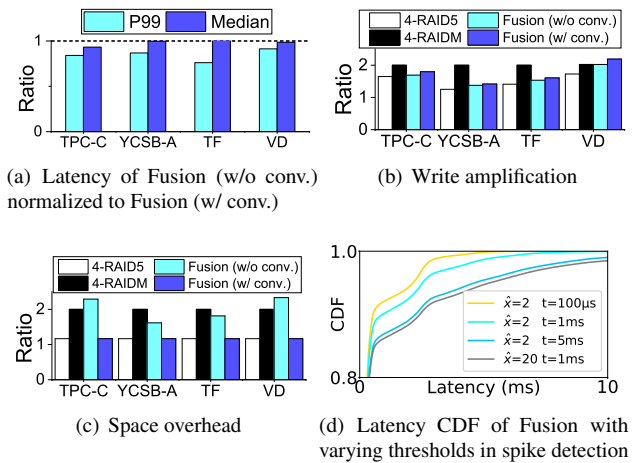 P99 Median
Ratio
1
0
TPC-C YCSB-A TF VD
(a) Latency of Fusion (w/o conv.)
normalized to Fusion (w/ conv.)
4-RAID5 Fusion (w/o conv.)
4-RAIDM Fusion (w/ conv.)
Ratio
2
1
0
TPC-C YCSB-A TF VD
(b) Write amplification
4-RAID5 Fusion (w/o conv.)
4-RAIDM Fusion (w/ conv.)
Ratio
2
1
0
TPC-C YCSB-A TF VD
(c) Space overhead
CDF
1.0
0.8
x̂=2 t=100μs
x̂=2 t=1ms
x̂=2 t=5ms
x̂=20 t=1ms
0 Latency (ms) 10
(d) Latency CDF of Fusion with
varying thresholds in spike detection